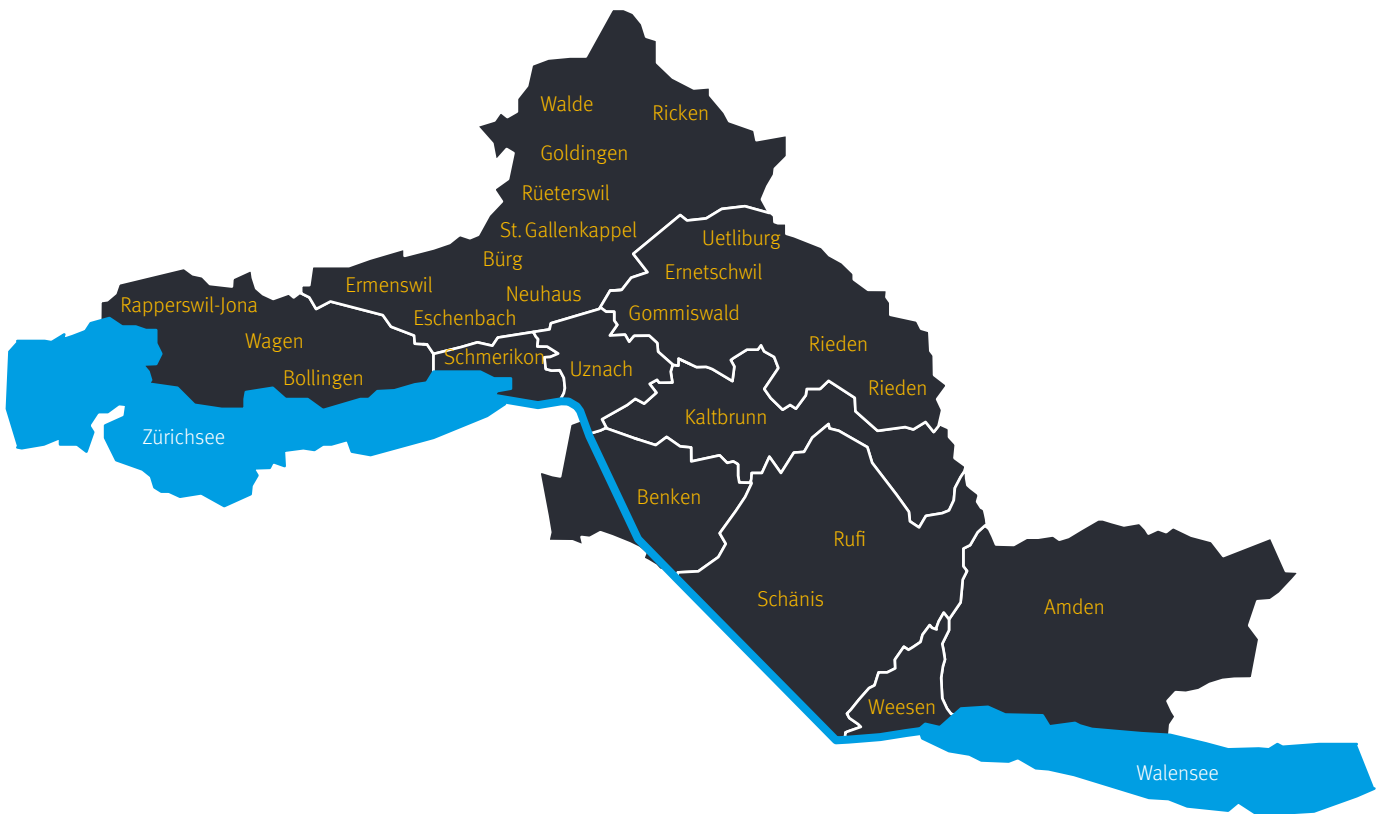 Walde
Ricken
Goldingen
Rüeterswil
St. Gallenkappel
Uetliburg
Bürg
Ernetschwil
Ermenswil
Neuhaus
Rapperswil-Jona
Gommiswald
Eschenbach
Wagen
Rieden
Schmerikon
Uznach
Bollingen
Rieden
Kaltbrunn
Zürichsee
Benken
Rufi
Schänis
Amden
Weesen
Walensee